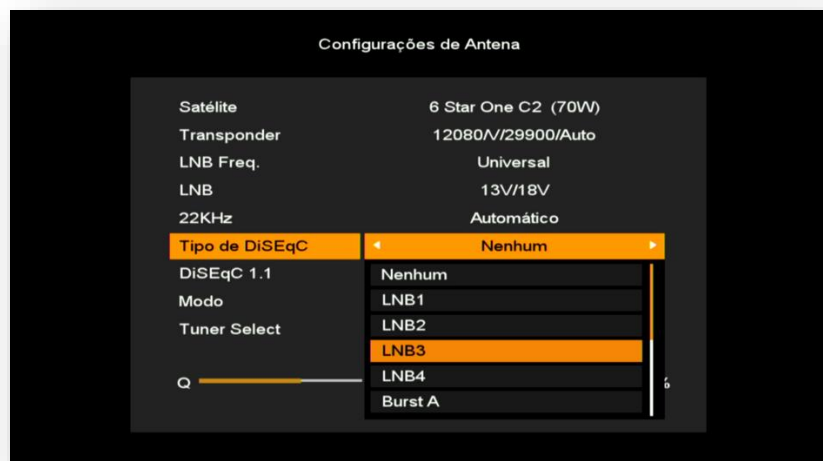 Configurações de Antena
Satélite 6 Star One C2 (70W)
Transponder 12080/V/29900/Auto
LNB Freq. Universal
LNB 13V/18V
22KHz Automático
Tipo de DiSEqC Nenhum
DiSEqC 1.1 Nenhum
Modo LNB1
Tuner Select LNB2
LNB3
Q LNB4 %
Burst A